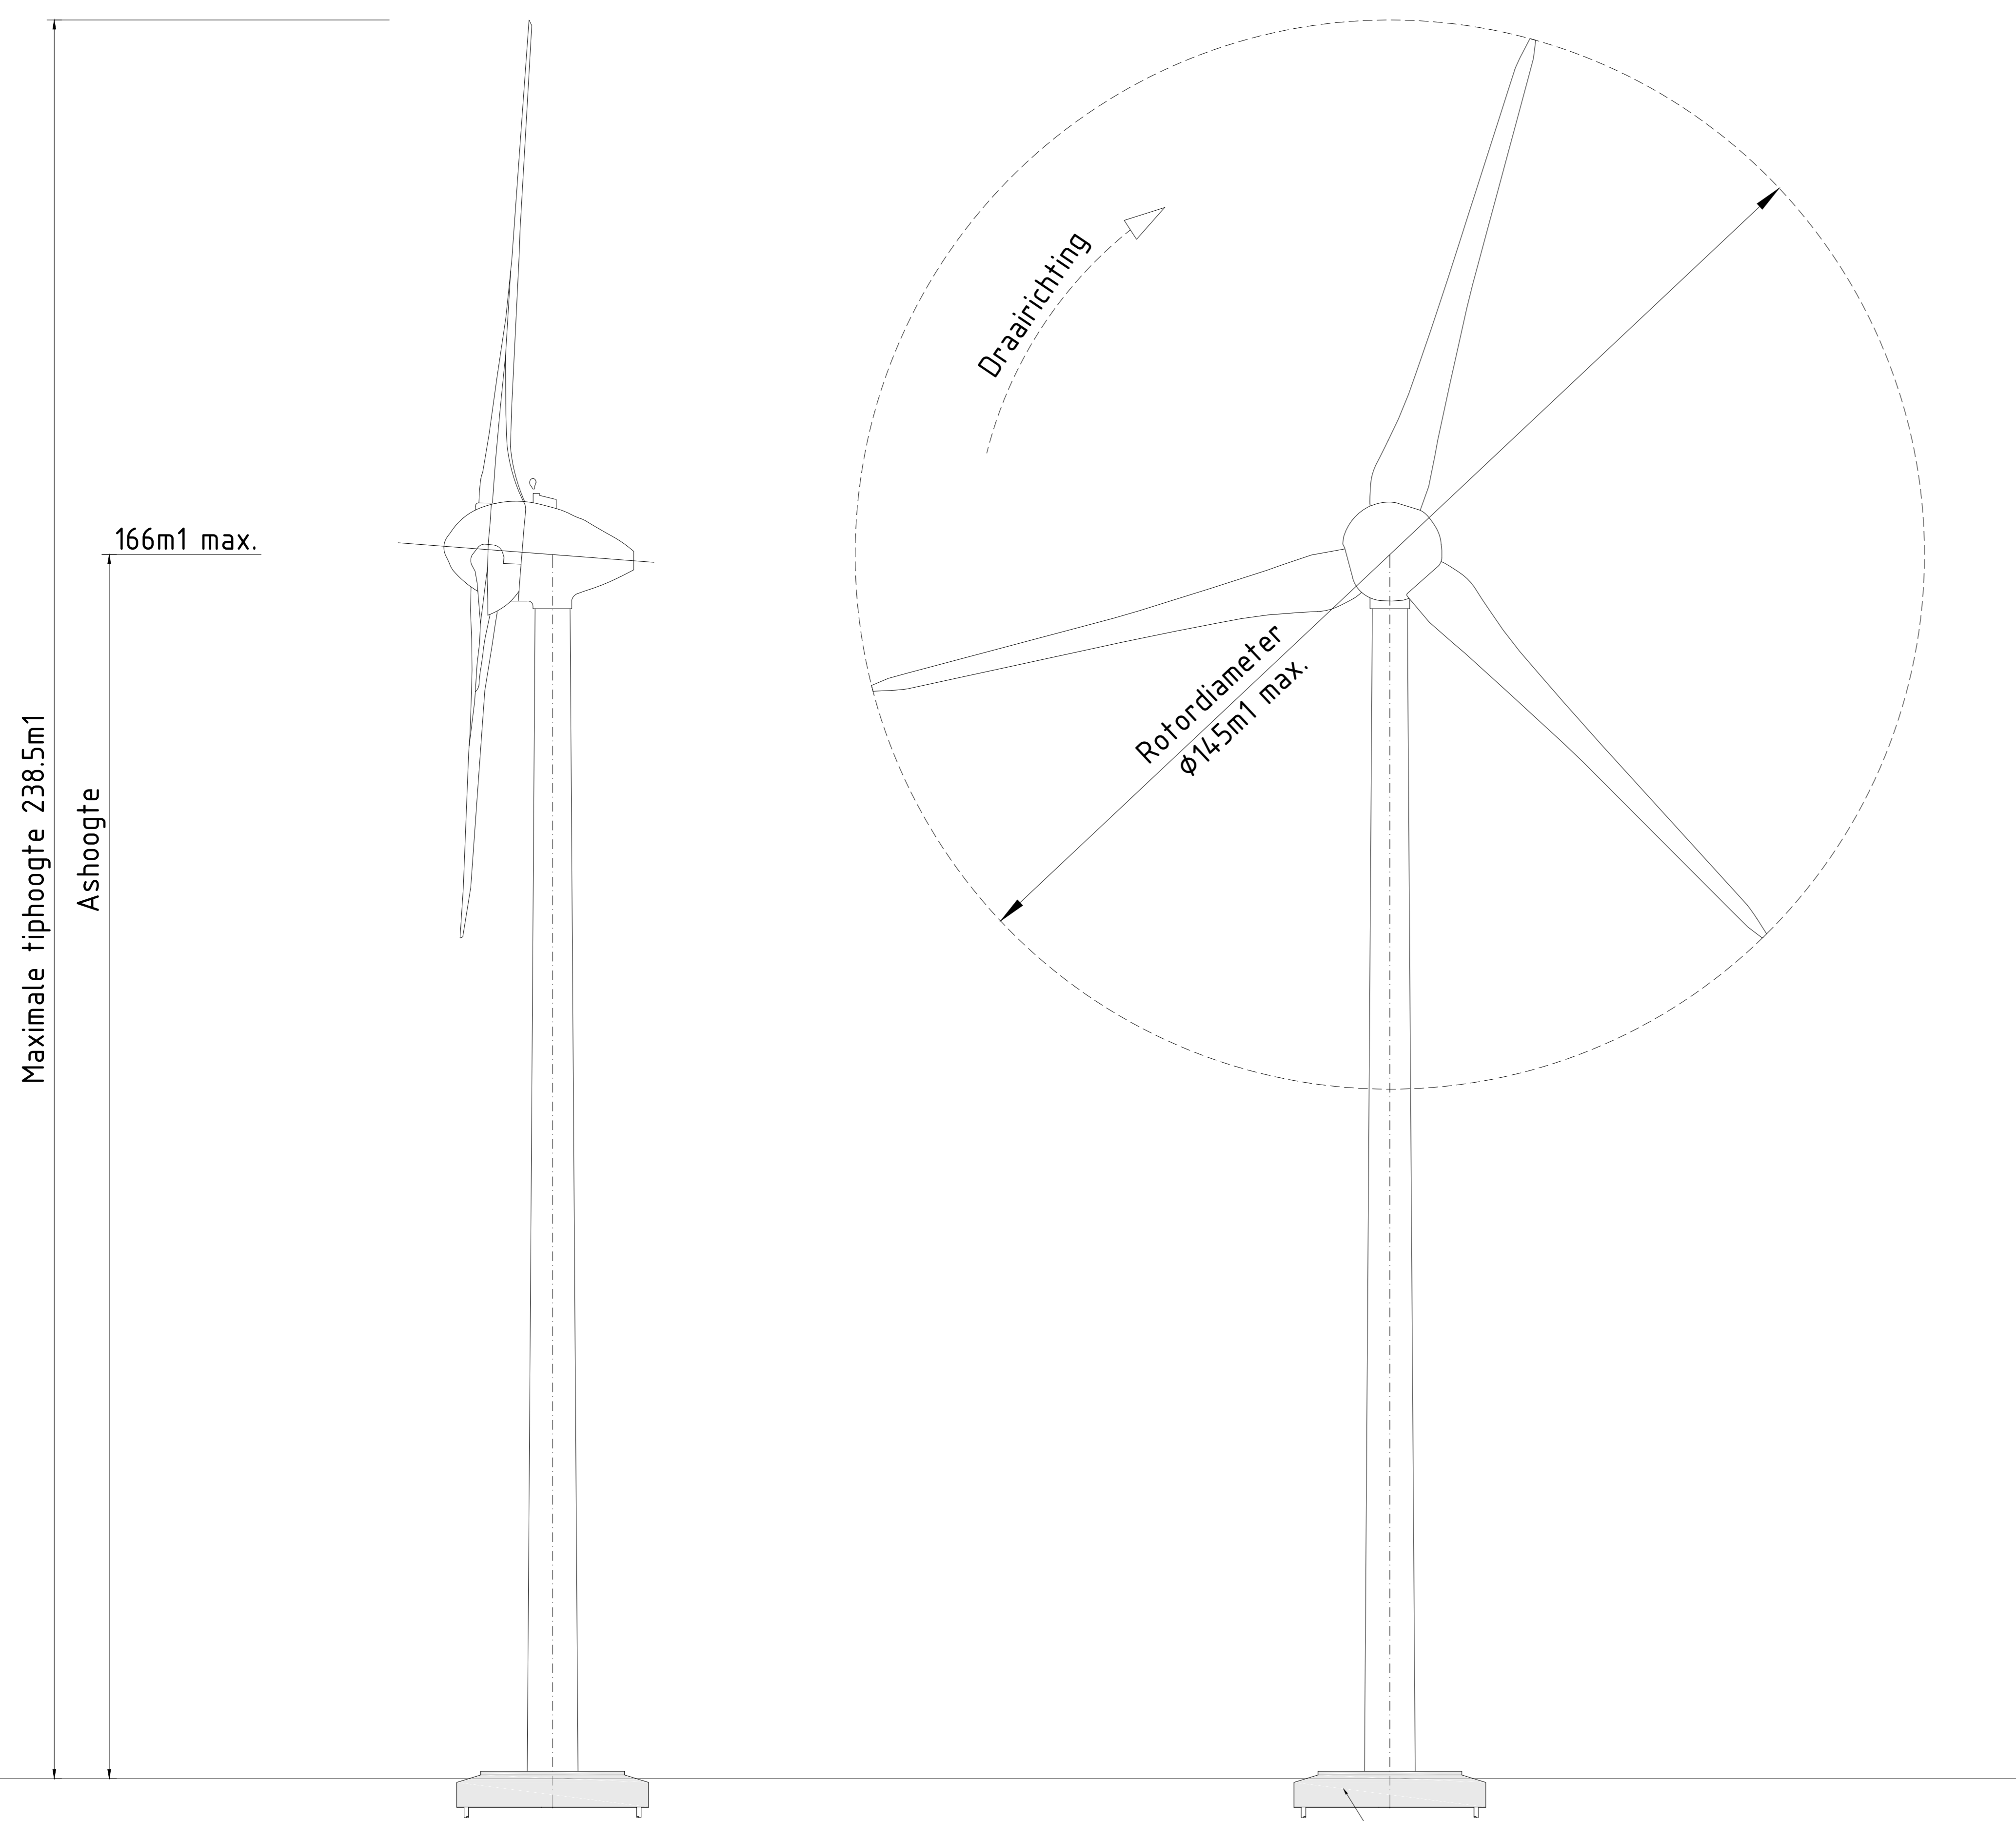 Maximale tiphoogte 238.5m1
Ashoogte
166m1 max.
Draairichting
Rotordiameter
ø145m1 max.